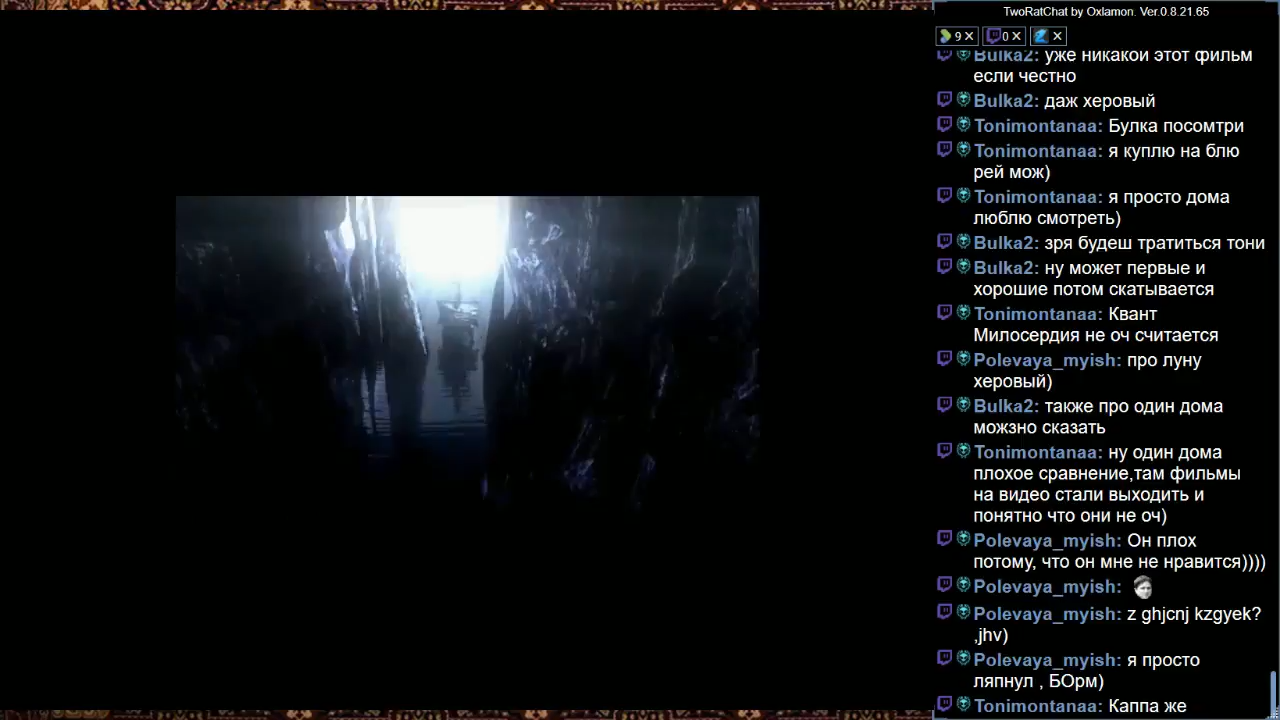 TwoRatChat by Oxlamon. Ver.0.8.21.65
9 X 0 X X
Bulka2: уже никакой этот фильм
если честно
Bulka2: даж херовый
Tonimontanaa: Булка посомтри
Tonimontanaa: я куплю на блю
рей мож)
Tonimontanaa: я просто дома
люблю смотреть)
Bulka2: зря будеш тратиться тони
Bulka2: ну может первые и
хорошие потом скатывается
Tonimontanaa: Квант
Милосердия не оч считается
Polevaya_myish: про луну
херовый)
Bulka2: также про один дома
можзно сказать
Tonimontanaa: ну один дома
плохое сравнение,там фильмы
на видео стали выходить и
понятно что они не оч)
Polevaya_myish: Он плох
потому, что он мне не нравится))))
Polevaya_myish:
Polevaya_myish: z ghjcnj kzgyek?
,jhv)
Polevaya_myish: я просто
ляпнул , БОрм)
Tonimontanaa: Каппа же